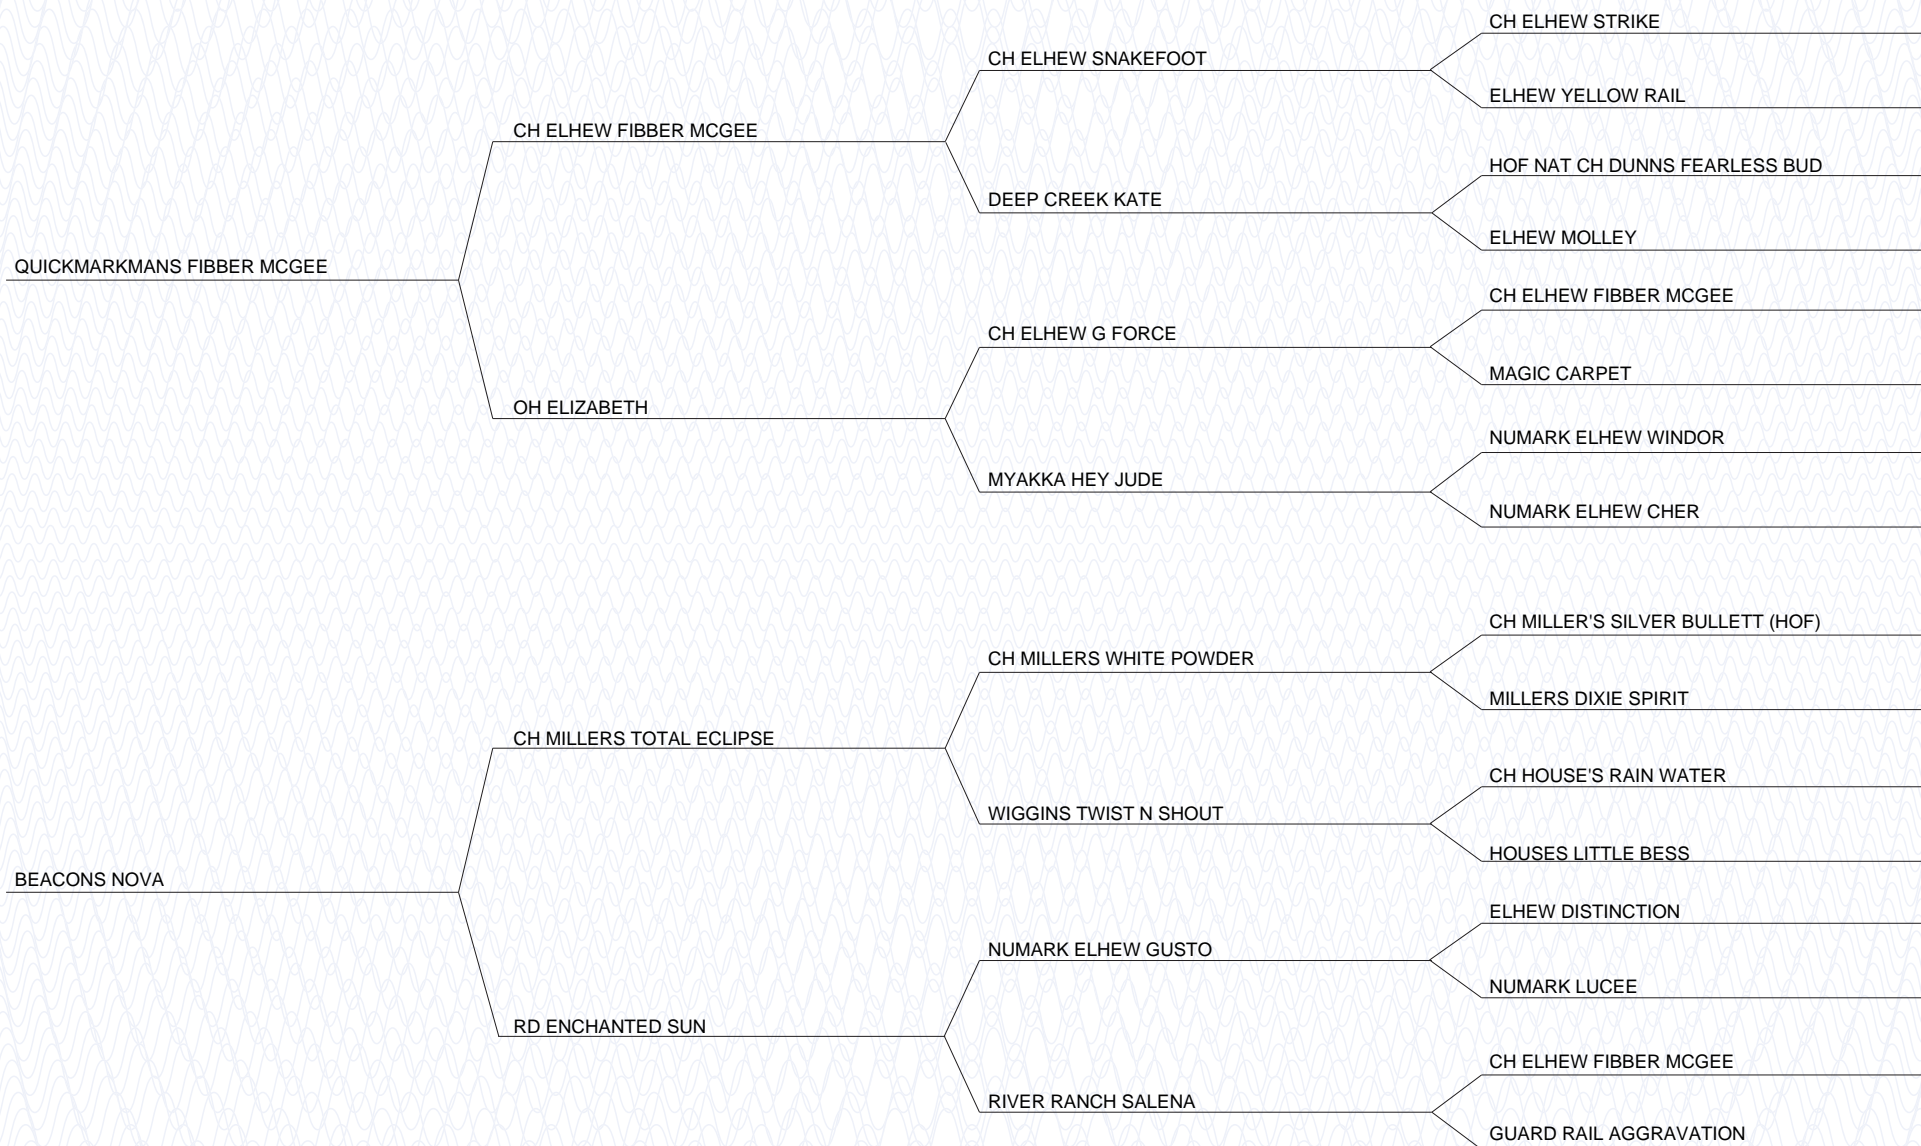 CH ELHEW STRIKE
CH ELHEW SNAKEFOOT
ELHEW YELLOW RAIL
CH ELHEW FIBBER MCGEE
HOF NAT CH DUNNS FEARLESS BUD
DEEP CREEK KATE
ELHEW MOLLEY
QUICKMARKMANS FIBBER MCGEE
CH ELHEW FIBBER MCGEE
CH ELHEW G FORCE
MAGIC CARPET
OH ELIZABETH
NUMARK ELHEW WINDOR
MYAKKA HEY JUDE
NUMARK ELHEW CHER
CH MILLER'S SILVER BULLETT (HOF)
CH MILLERS WHITE POWDER
MILLERS DIXIE SPIRIT
CH MILLERS TOTAL ECLIPSE
CH HOUSE'S RAIN WATER
WIGGINS TWIST N SHOUT
HOUSES LITTLE BESS
BEACONS NOVA
ELHEW DISTINCTION
NUMARK ELHEW GUSTO
NUMARK LUCEE
RD ENCHANTED SUN
CH ELHEW FIBBER MCGEE
RIVER RANCH SALENA
GUARD RAIL AGGRAVATION